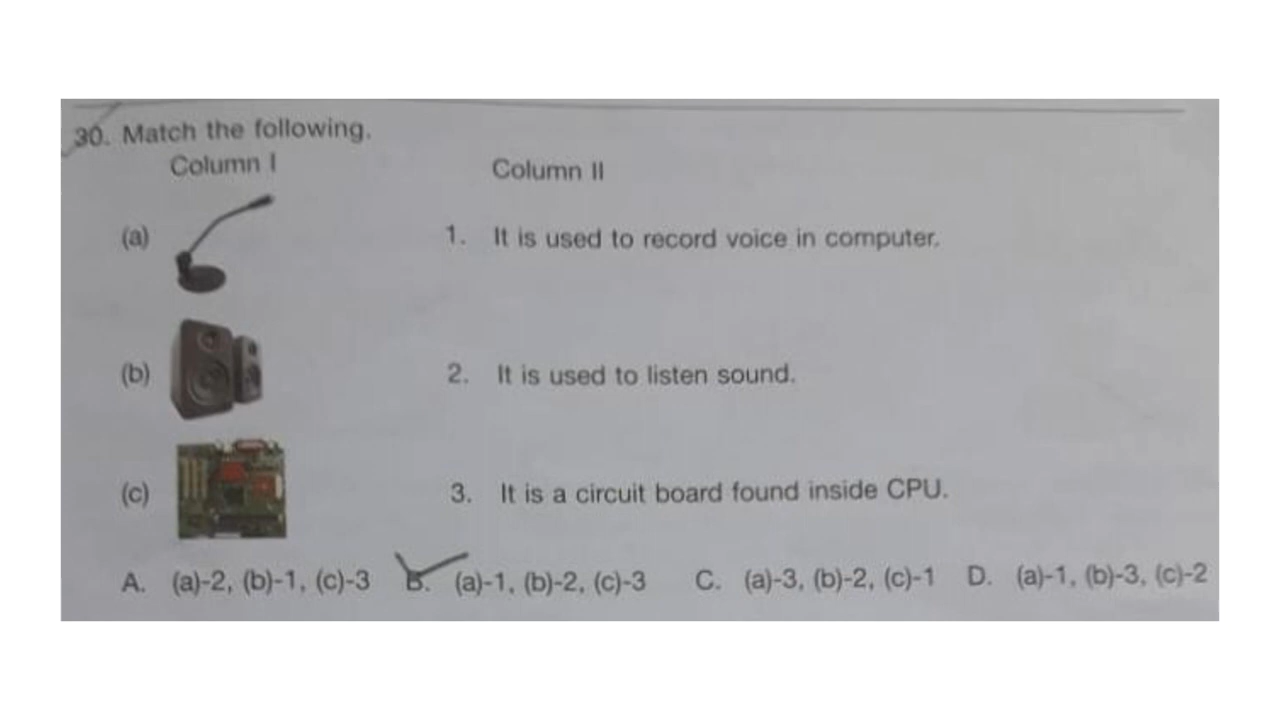 30. Match the following.
Column I Column II
(a) 1. It is used to record voice in computer.
(b) 2. It is used to listen sound.
(c) 3. It is a circuit board found inside CPU.
A. (a)-2, (b)-1, (c)-3 B. (a)-1, (b)-2, (c)-3 C. (a)-3, (b)-2, (c)-1 D. (a)-1, (b)-3, (c)-2